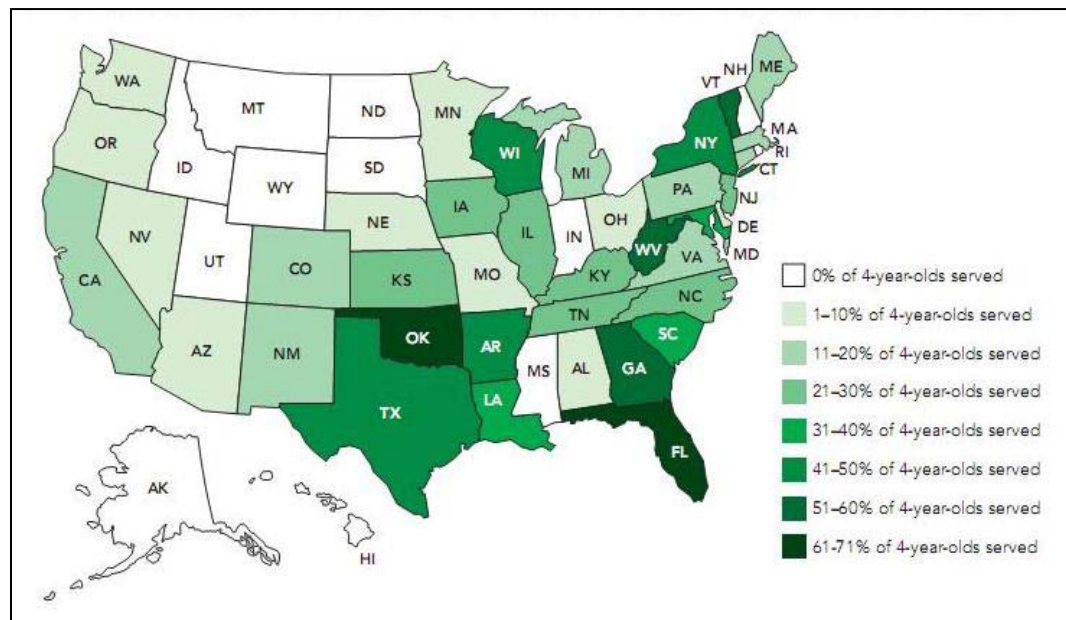 WA
MT
ND
MN
VT
NH
ME
OR
ID
SD
WI
NY
MA
RI
CT
WY
MI
PA
NJ
NV
UT
NE
IA
IL
IN
OH
DE
MD
CA
CO
KS
MO
KY
WV
VA
NC
TN
AZ
NM
OK
AR
SC
TX
LA
MS
AL
GA
FL
AK
HI
0% of 4-year-olds served
1–10% of 4-year-olds served
11–20% of 4-year-olds served
21–30% of 4-year-olds served
31–40% of 4-year-olds served
41–50% of 4-year-olds served
51–60% of 4-year-olds served
61-71% of 4-year-olds served